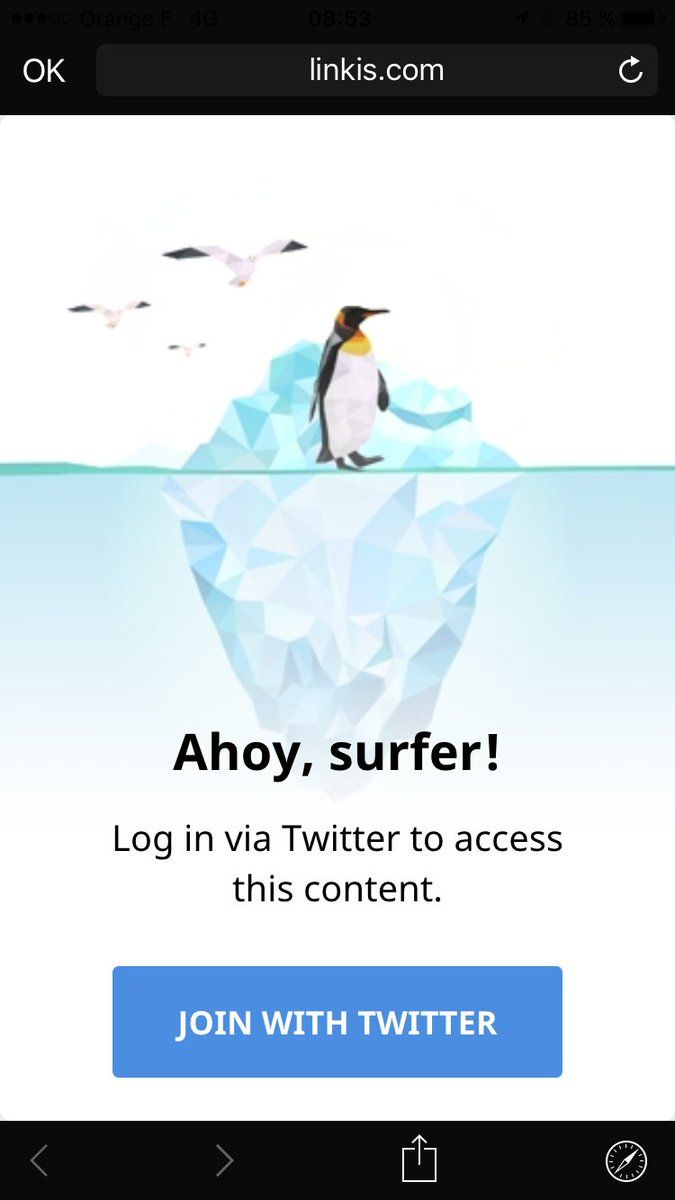 Orange F 4G 08:53 85 %
OK linkis.com
Ahoy, surfer!
Log in via Twitter to access
this content.
JOIN WITH TWITTER